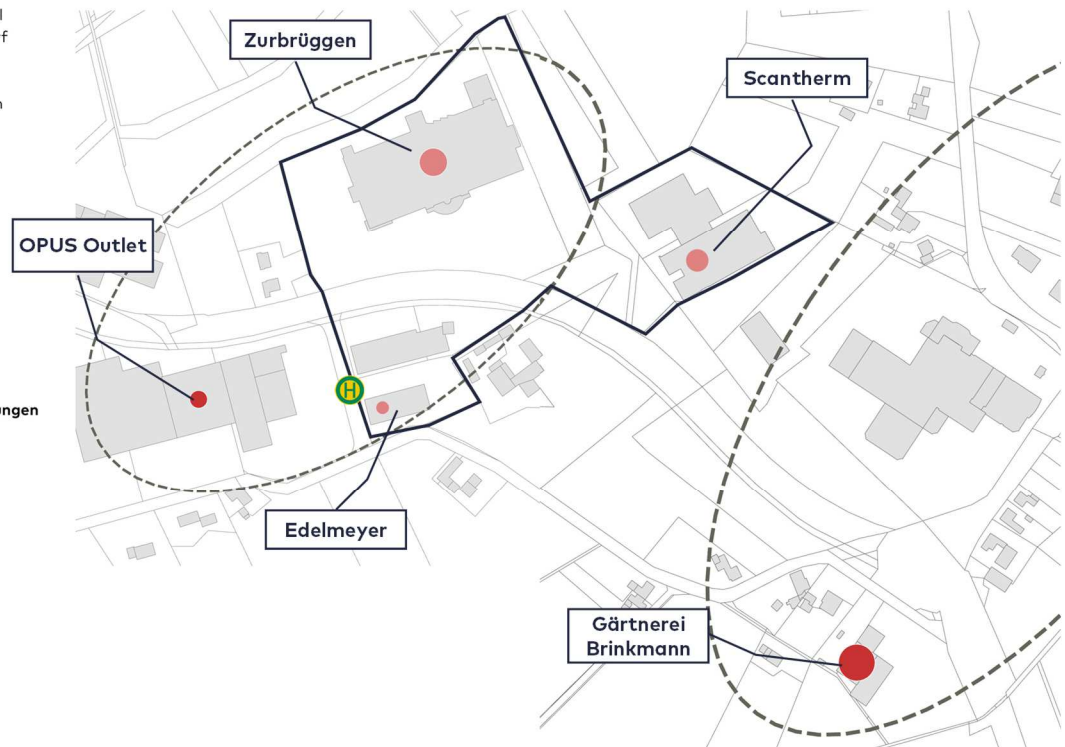 l
f
n
Zurbrüggen
Scantherm
OPUS Outlet
H
ungen
Edelmeyer
Gärtnerei
Brinkmann